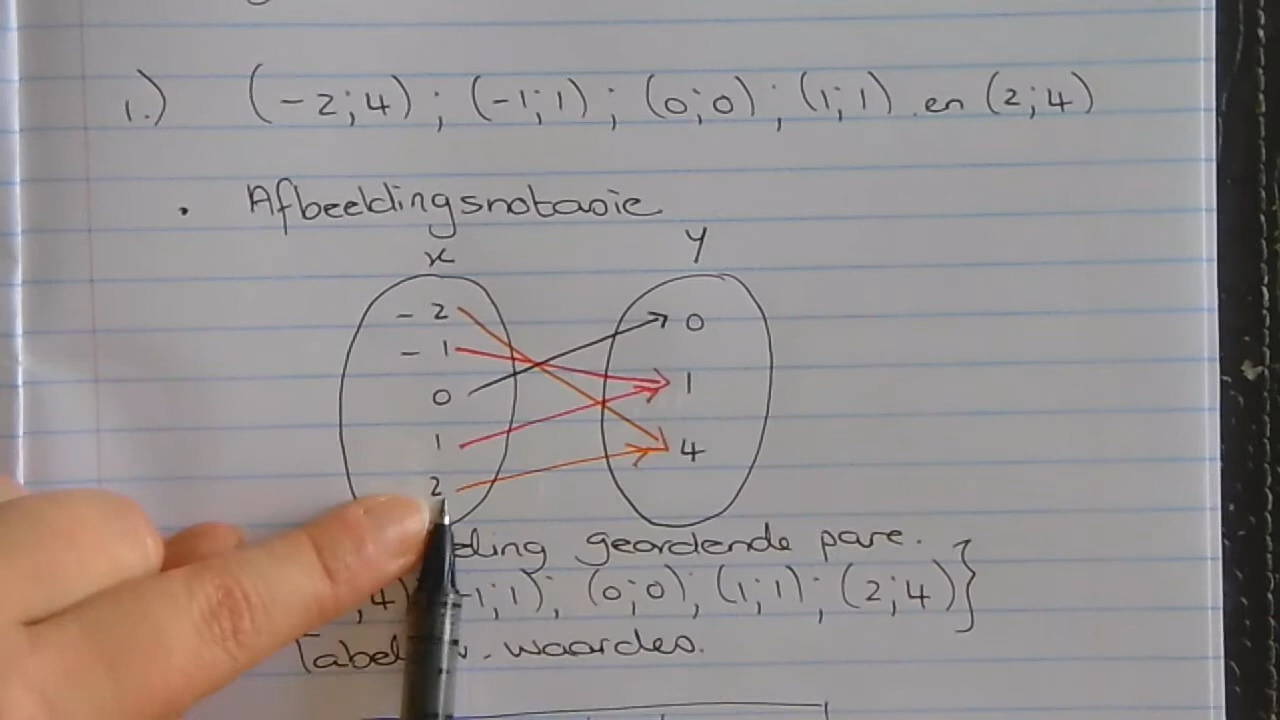 1.) (-2;4); (-1;1); (0;0); (1;1) en (2;4)
. Afbeeldingsnotasie
x y
-2 0
-1 1
0 4
1
2
geordende pare.
(0;0); (1;1); (2;4)}
Tabel waardes.